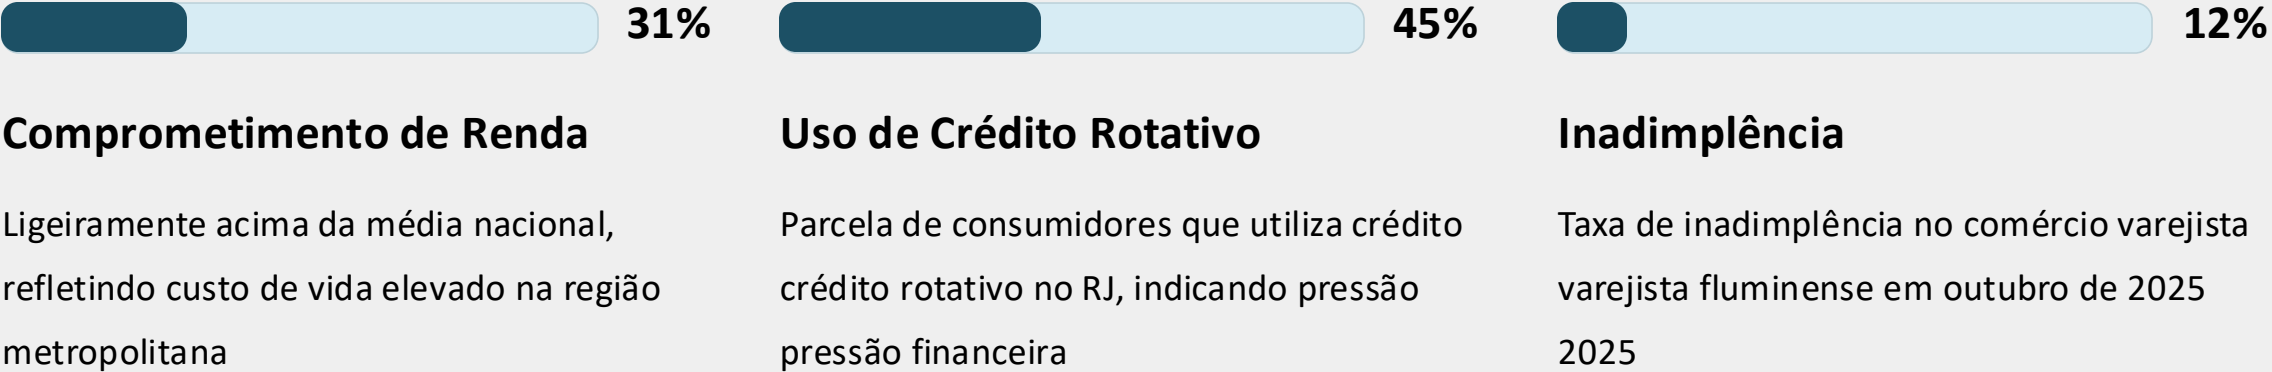 31%
Comprometimento de Renda
Ligeiramente acima da média nacional,
refletindo custo de vida elevado na região
metropolitana
45%
Uso de Crédito Rotativo
Parcela de consumidores que utiliza crédito
crédito rotativo no RJ, indicando pressão
pressão financeira
12%
Inadimplência
Taxa de inadimplência no comércio varejista
varejista fluminense em outubro de 2025
2025